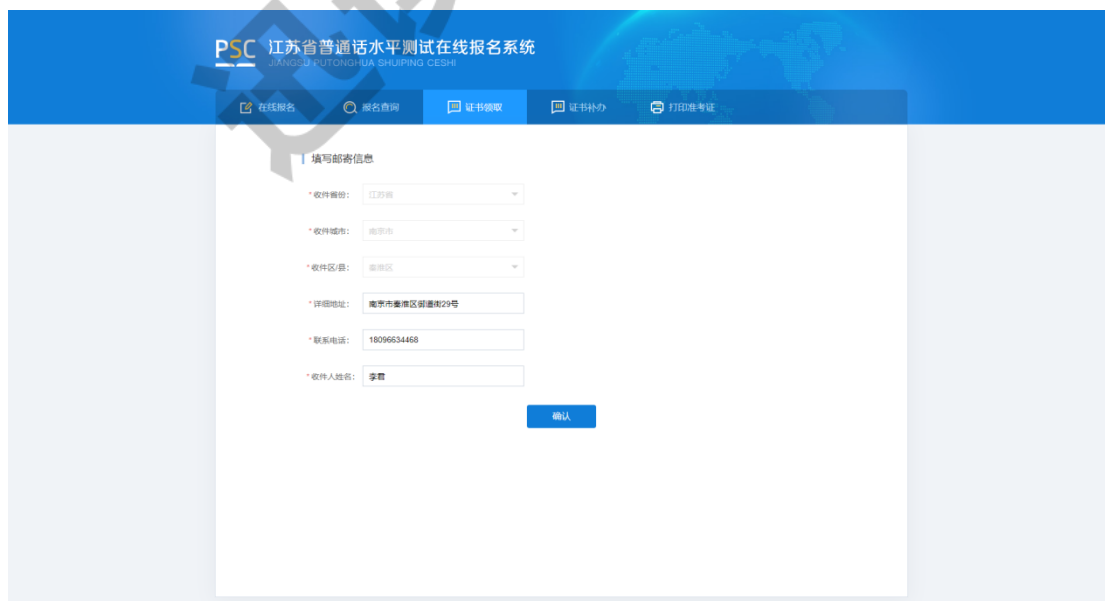 PSC 江苏省普通话水平测试在线报名系统
JIANGSU PUTONGHUA SHUIPING CESHI
在线报名 报名查询 证书领取 证书补办 打印准考证
填写邮寄信息
*收件省份: 江苏省
*收件城市: 南京市
*收件区/县: 秦淮区
*详细地址: 南京市秦淮区御道街29号
*联系电话: 18096634468
*收件人姓名: 李君
确认